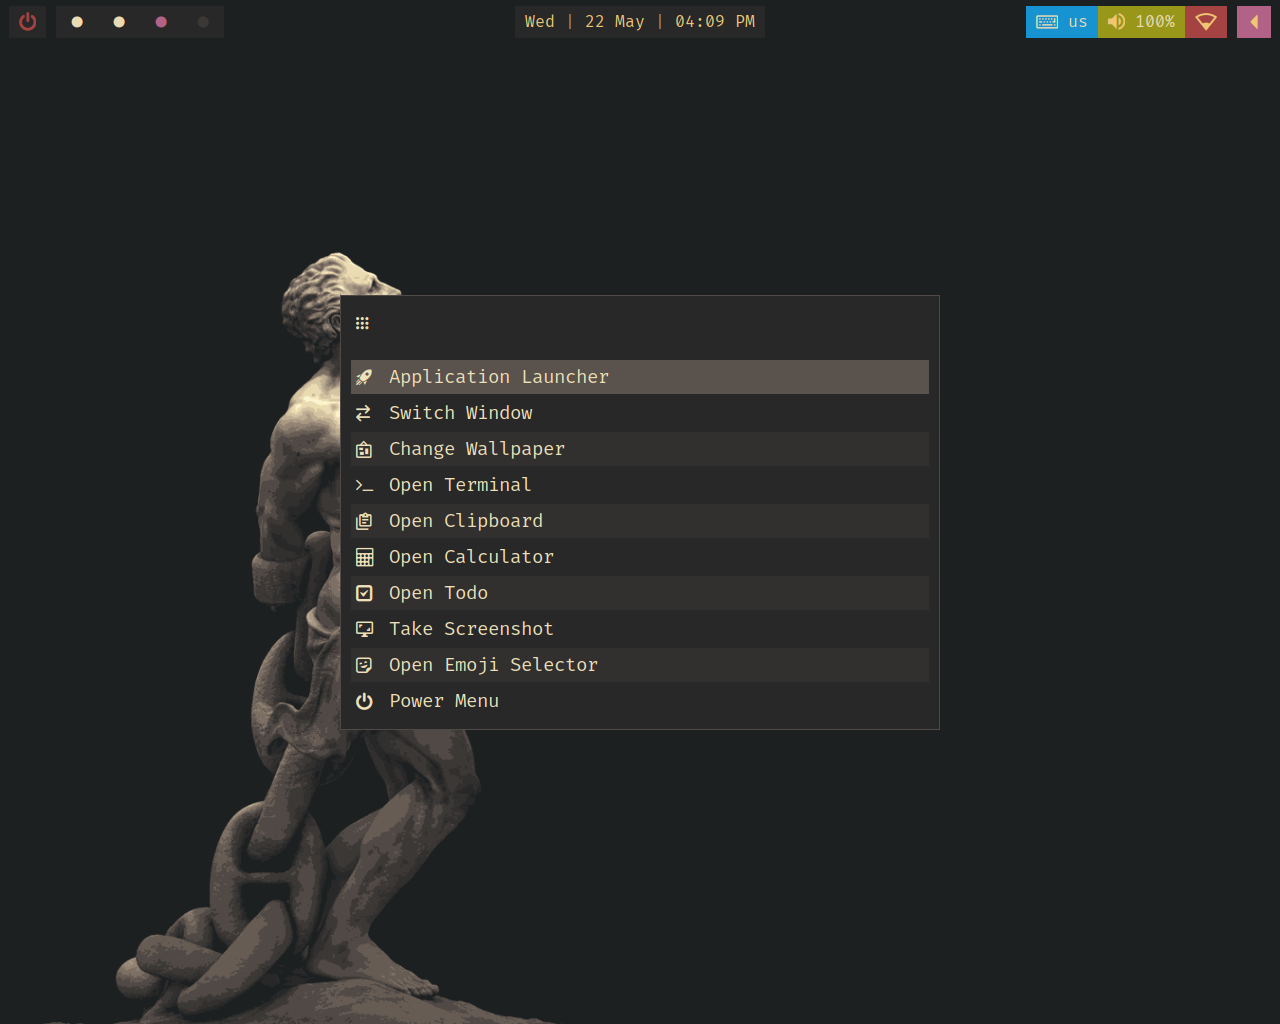 Wed | 22 May | 04:09 PM
us
100%
Application Launcher
Switch Window
Change Wallpaper
Open Terminal
Open Clipboard
Open Calculator
Open Todo
Take Screenshot
Open Emoji Selector
Power Menu